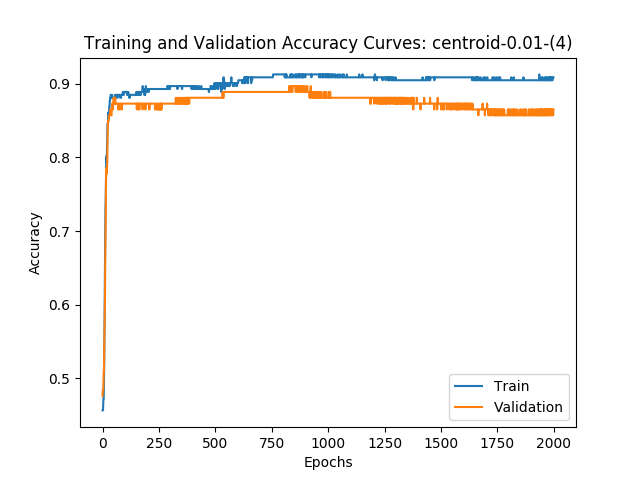 Training and Validation Accuracy Curves: centroid-0.01-(4)
Accuracy
0.9
0.8
0.7
0.6
0.5
Train
Validation
0 250 500 750 1000 1250 1500 1750 2000
Epochs